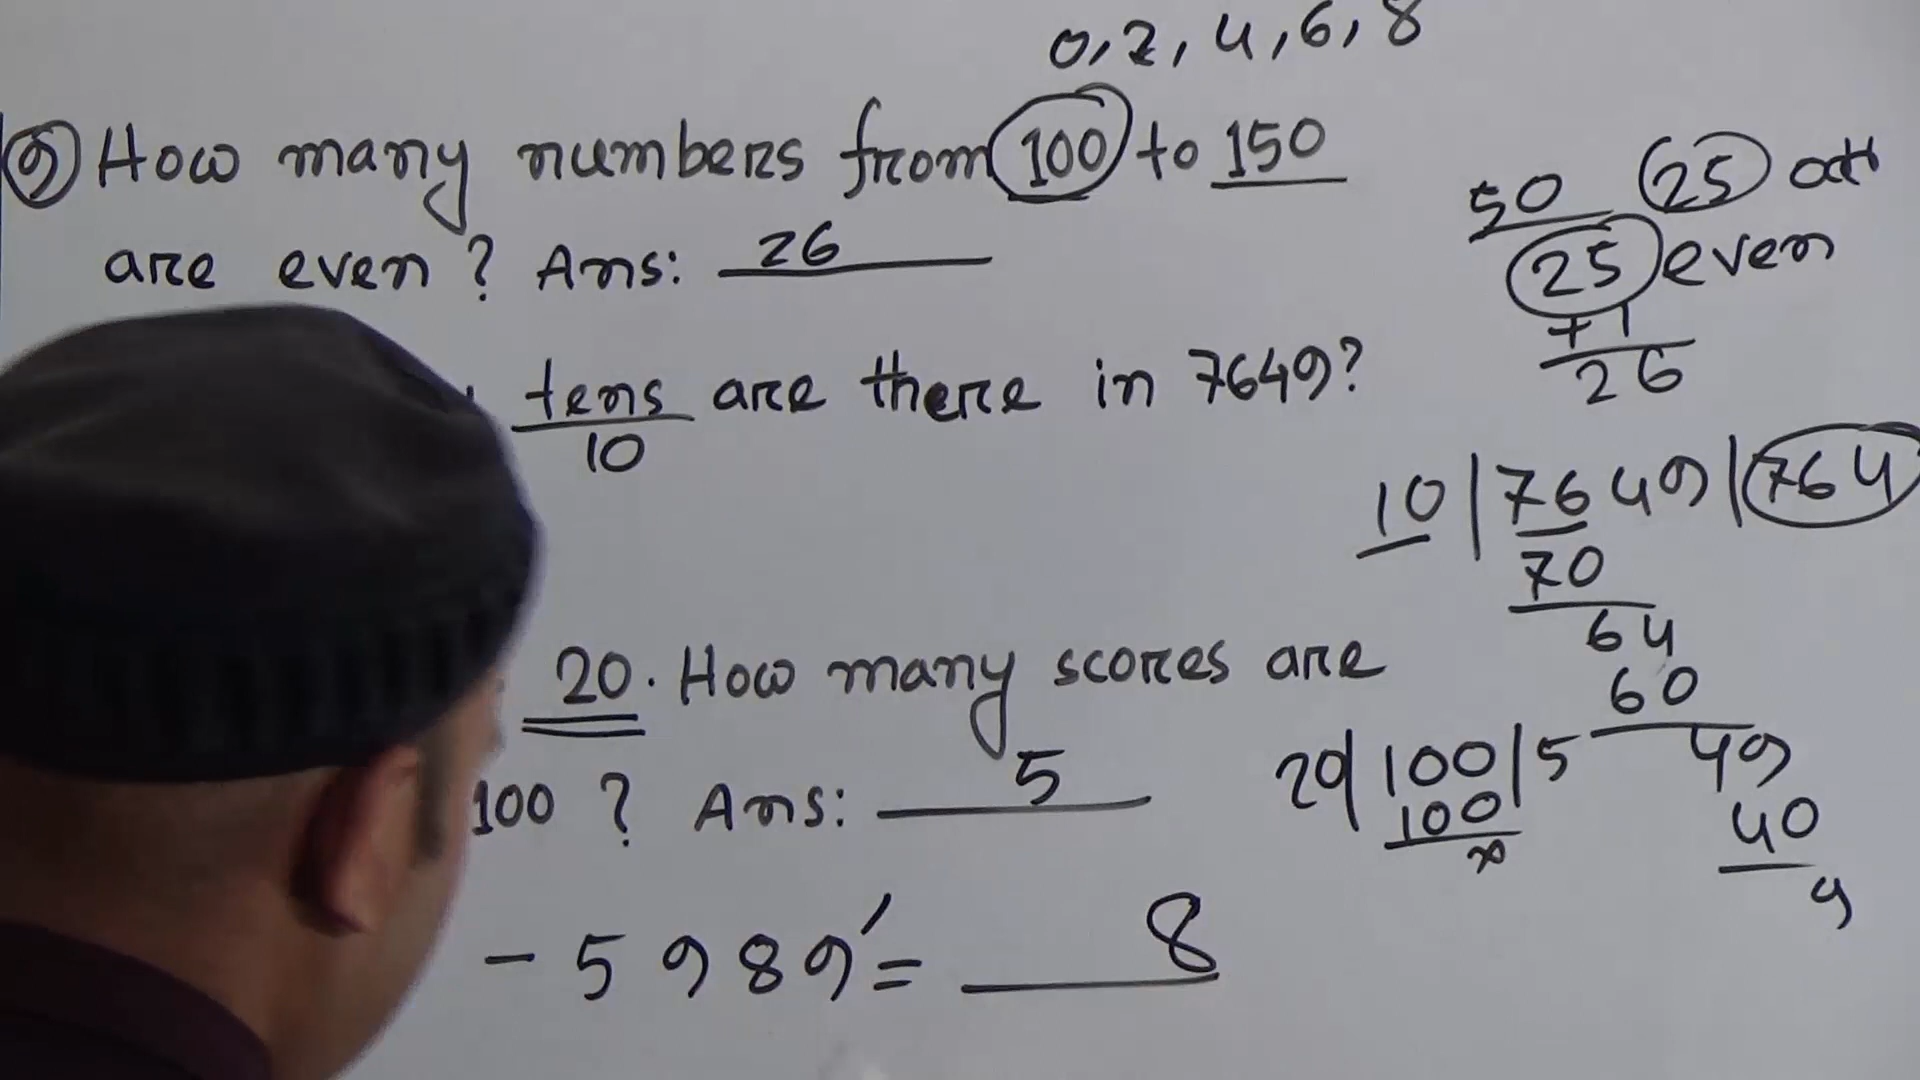 0, 2, 4, 6, 8
9) How many numbers from 100 to 150
are even? Ans: 26
50 25
25 even
+1
26
tens are there in 7649?
10
10 | 7649 | 764
70
64
60
49
40
9
20. How many scores are
100 ? Ans: 5
20 | 100 | 5
100
x
- 5989 = 8